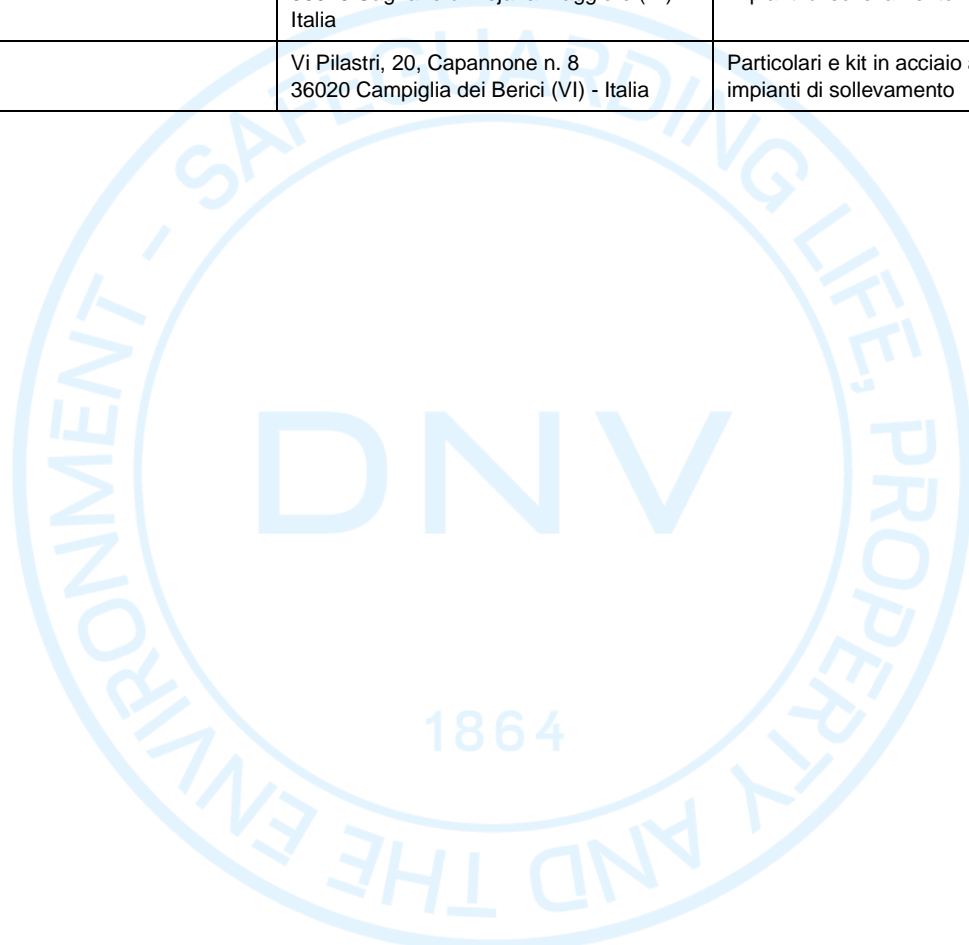 Italia
Vi Pilastri, 20, Capannone n. 8
36020 Campiglia dei Berici (VI) - Italia
Particolari e kit in acciaio
impianti di sollevamento
SAFEGUARDING LIFE, PROPERTY AND THE ENVIRONMENT -
DNV
1864